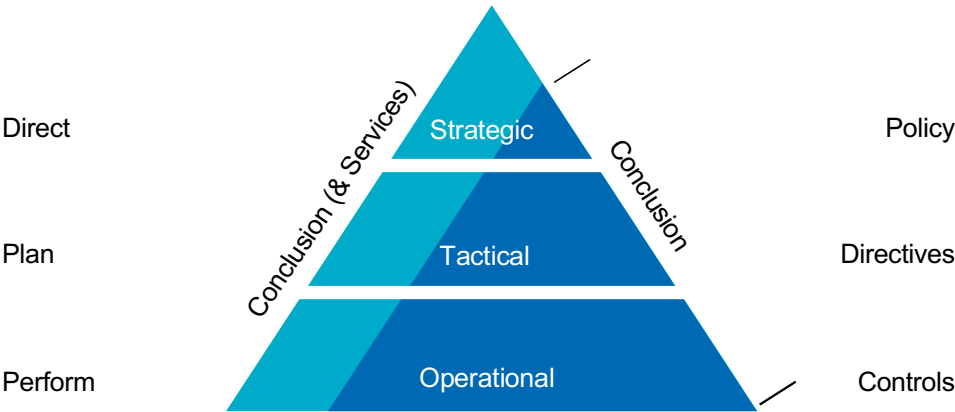 Direct
Strategic
Policy
Conclusion (& Services)
Conclusion
Plan
Tactical
Directives
Perform
Operational
Controls